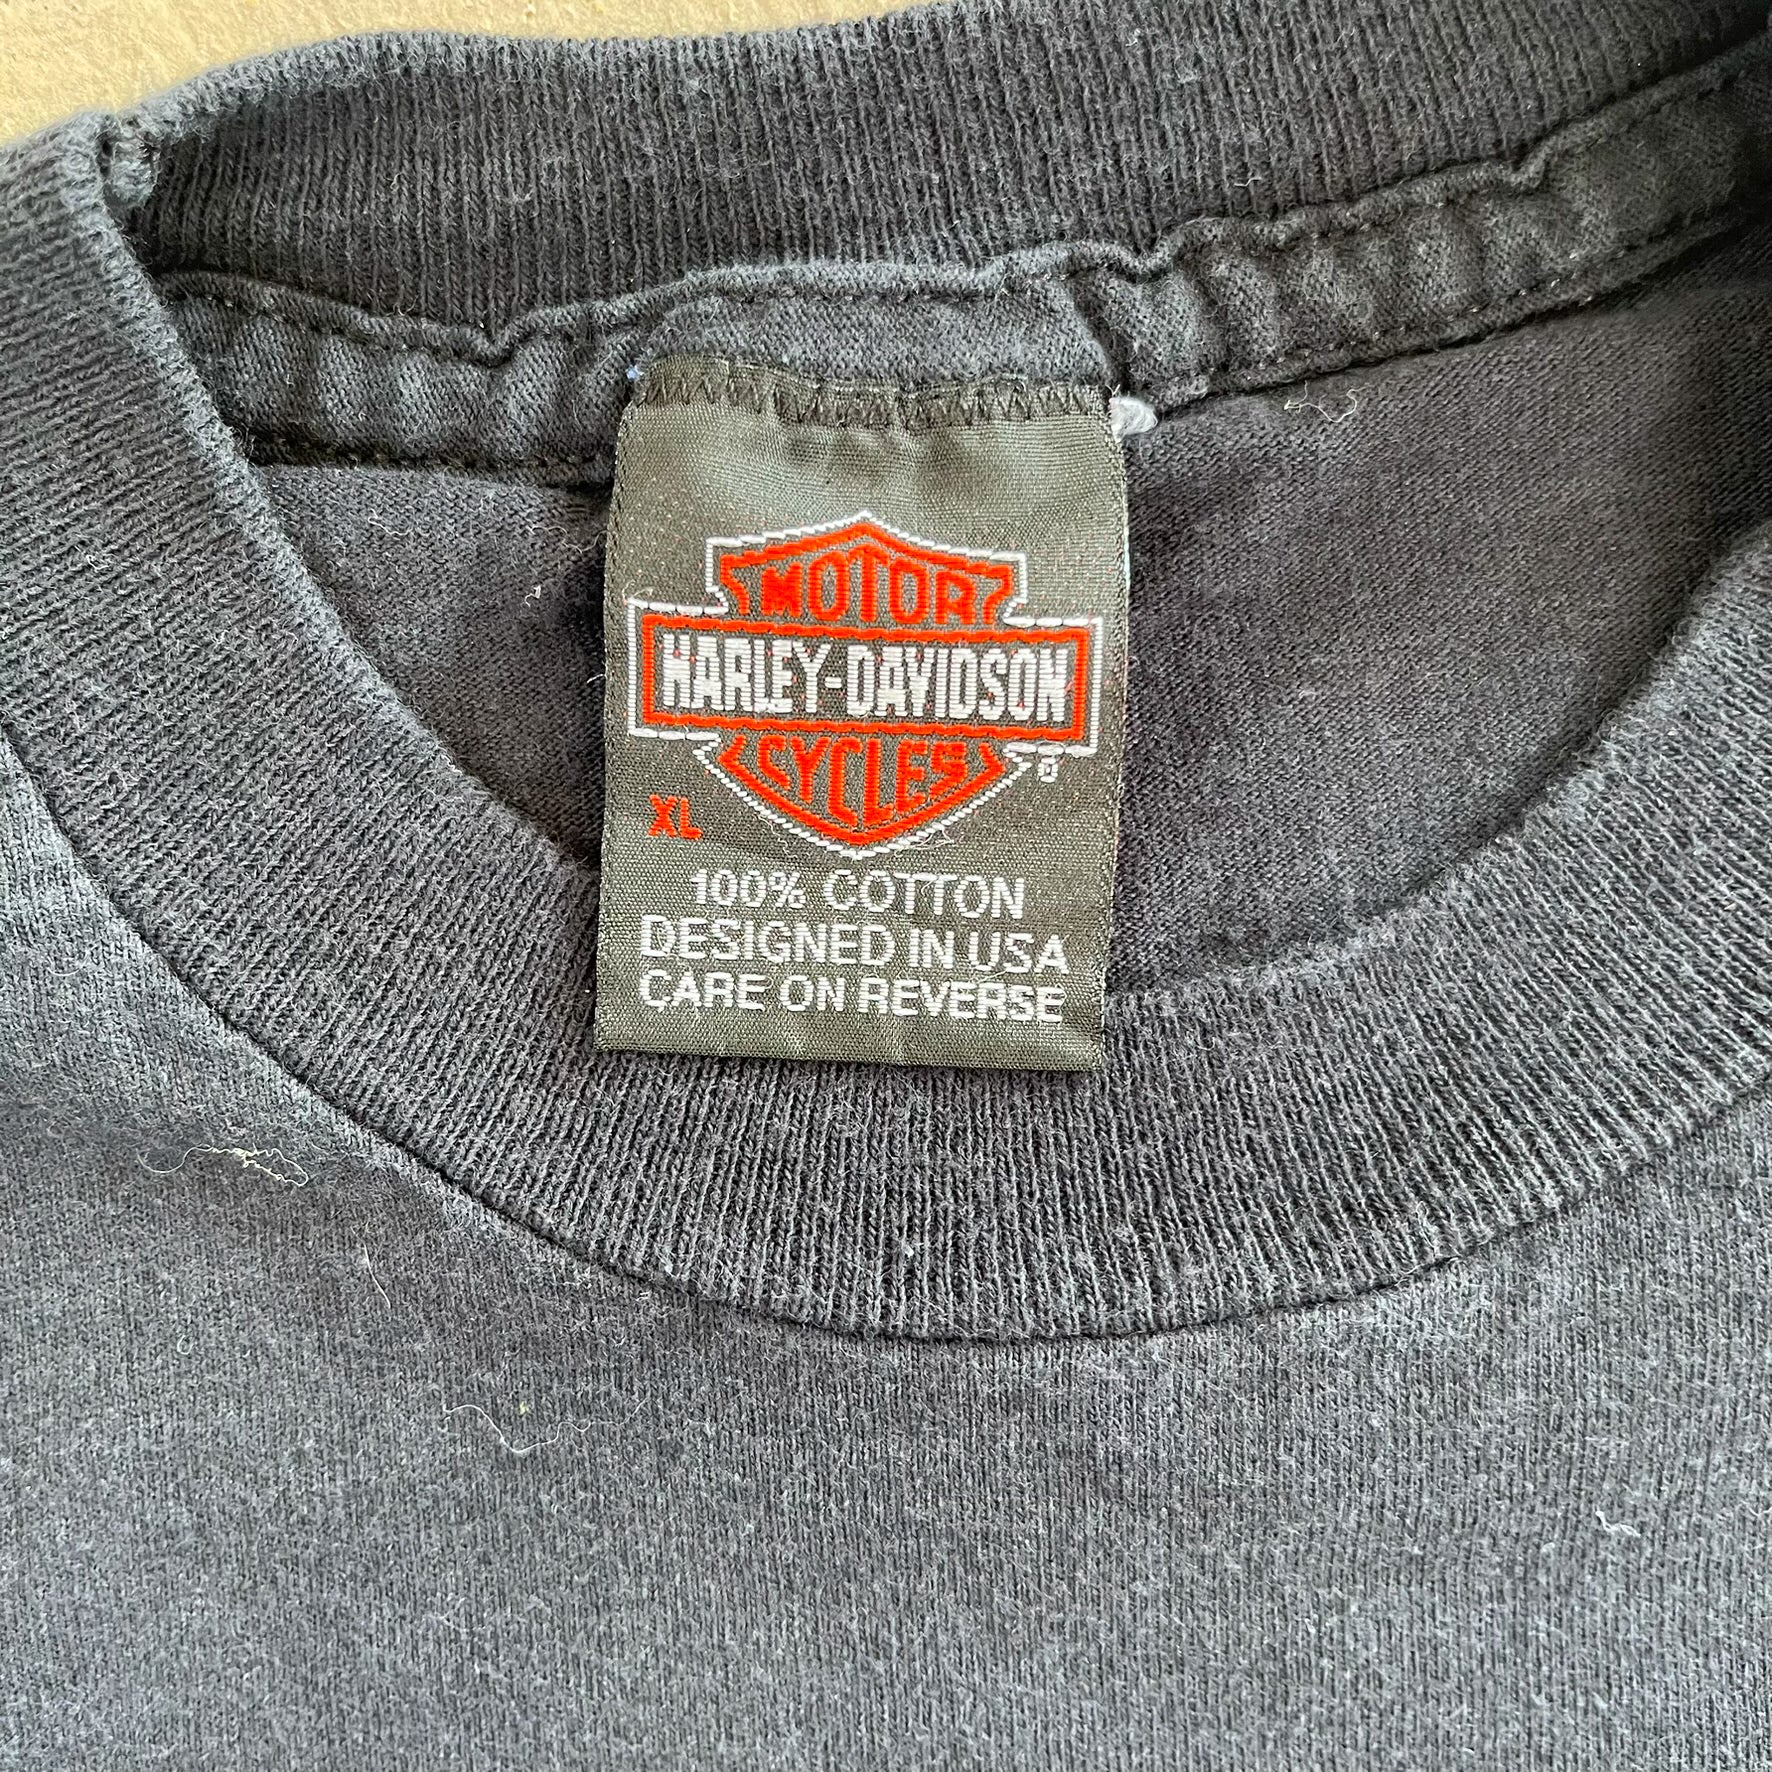 MOTOR
HARLEY-DAVIDSON
CYCLES
®
XL
100% COTTON
DESIGNED IN USA
CARE ON REVERSE